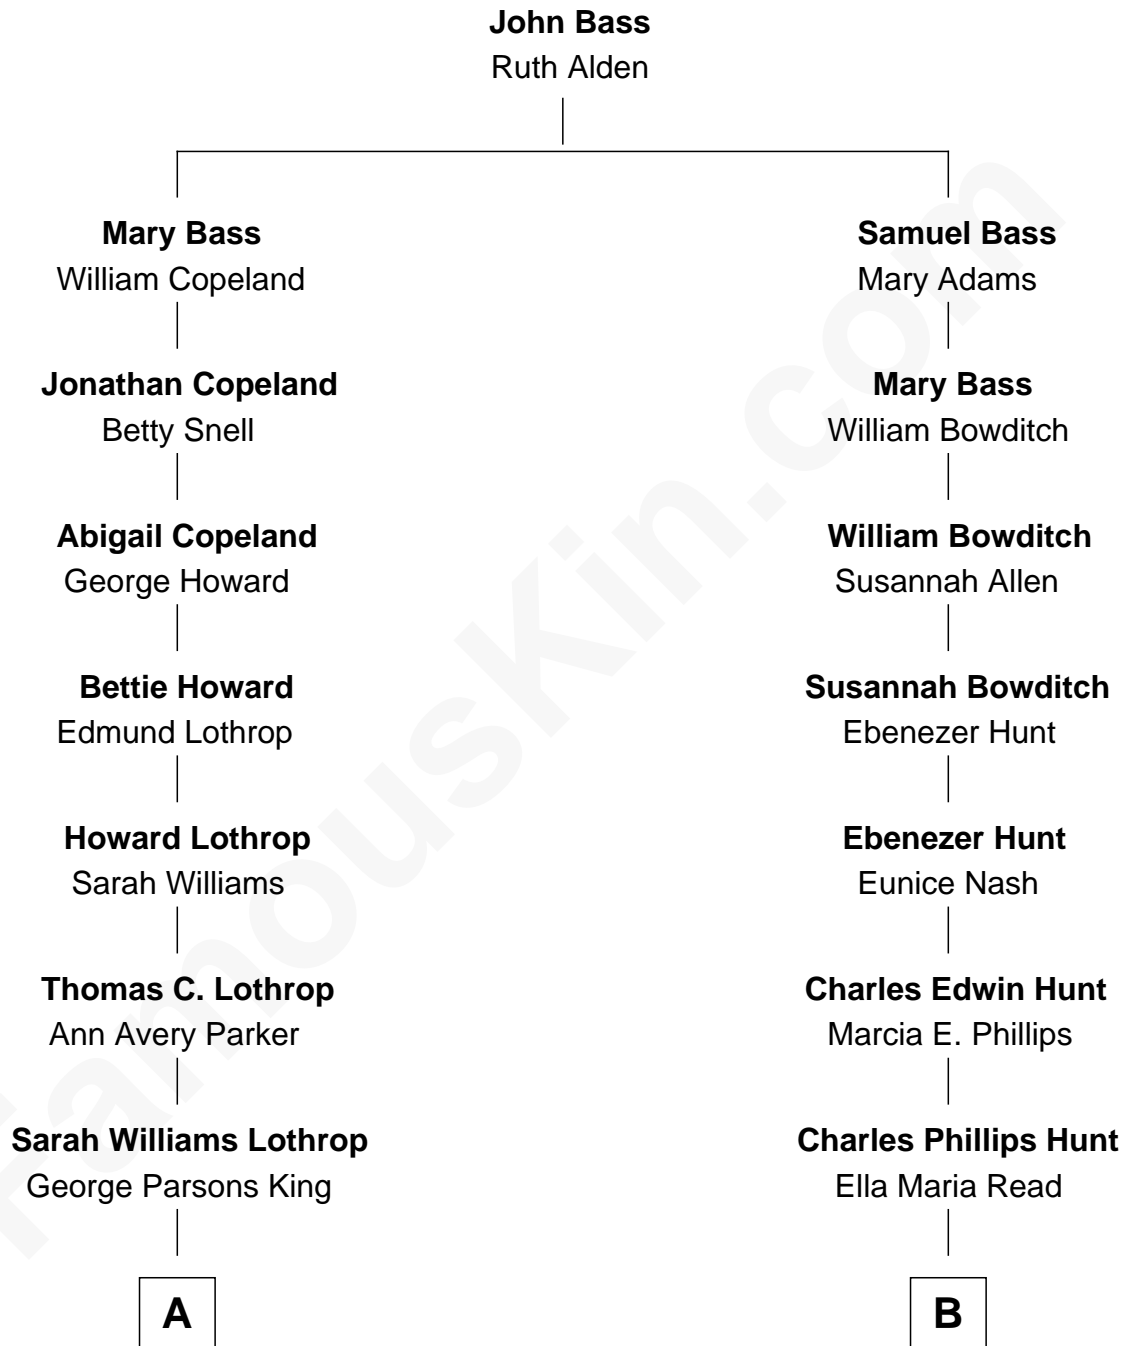 John Bass
Ruth Alden
Mary Bass
William Copeland
Samuel Bass
Mary Adams
Jonathan Copeland
Betty Snell
Mary Bass
William Bowditch
Abigail Copeland
George Howard
William Bowditch
Susannah Allen
Bettie Howard
Edmund Lothrop
Susannah Bowditch
Ebenezer Hunt
Howard Lothrop
Sarah Williams
Ebenezer Hunt
Eunice Nash
Thomas C. Lothrop
Ann Avery Parker
Charles Edwin Hunt
Marcia E. Phillips
Sarah Williams Lothrop
George Parsons King
Charles Phillips Hunt
Ella Maria Read
A
B
FamousKin.com